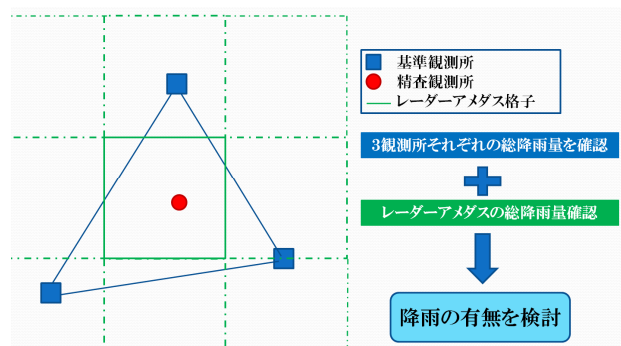 基準観測所
精査観測所
レーダーアメダス格子
3観測所それぞれの総降雨量を確認
レーダーアメダスの総降雨量確認
降雨の有無を検討